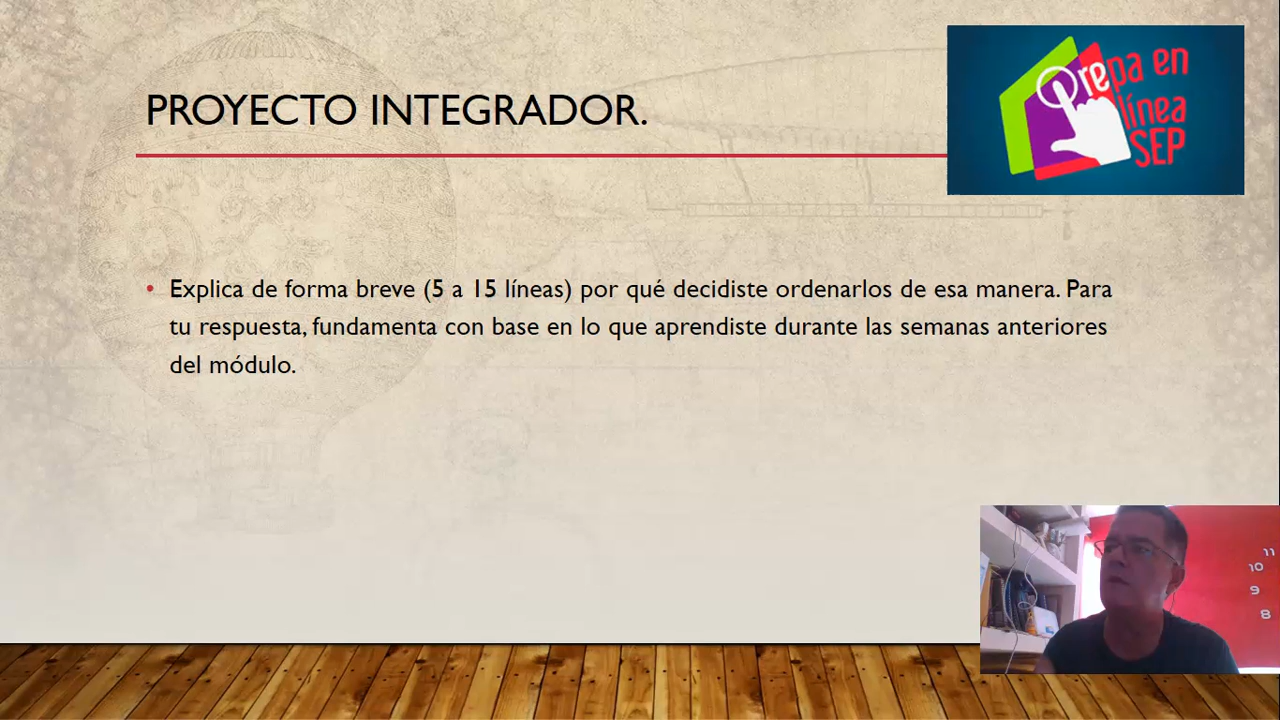 PROYECTO INTEGRADOR.
Prepa en
línea
SEP
• Explica de forma breve (5 a 15 líneas) por qué decidiste ordenarlos de esa manera. Para
tu respuesta, fundamenta con base en lo que aprendiste durante las semanas anteriores
del módulo.
11
10
9
8